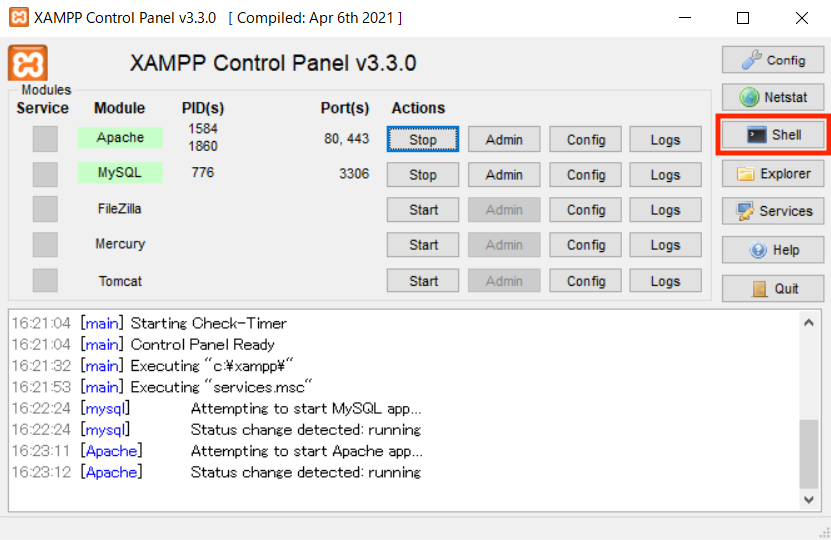 XAMPP Control Panel v3.3.0 [ Compiled: Apr 6th 2021 ]
XAMPP Control Panel v3.3.0
Config
Modules
Service Module PID(s) Port(s) Actions
Netstat
Apache 1584 80, 443 Stop Admin Config Logs
1860
Shell
MySQL 776 3306 Stop Admin Config Logs
Explorer
FileZilla Start Admin Config Logs
Services
Mercury Start Admin Config Logs
Help
Tomcat Start Admin Config Logs
Quit
16:21:04 [main] Starting Check-Timer
16:21:04 [main] Control Panel Ready
16:21:32 [main] Executing "c:¥xampp¥"
16:21:53 [main] Executing "services.msc"
16:22:24 [mysql] Attempting to start MySQL app...
16:22:24 [mysql] Status change detected: running
16:23:11 [Apache] Attempting to start Apache app...
16:23:12 [Apache] Status change detected: running